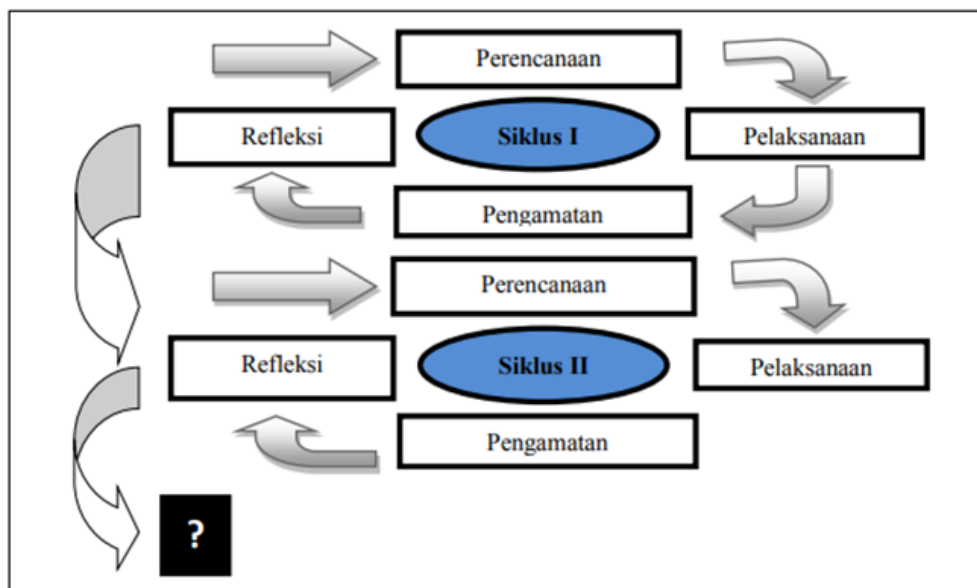 Perencanaan
Refleksi
Siklus I
Pelaksanaan
Pengamatan
Perencanaan
Refleksi
Siklus II
Pelaksanaan
Pengamatan
?